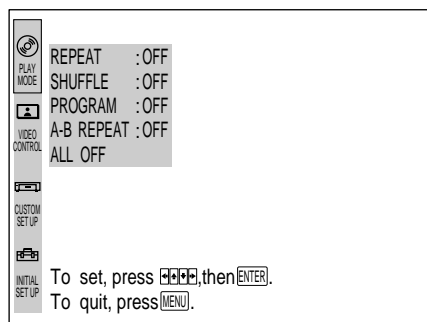 PLAY
MODE
VIDEO
CONTROL
CUSTOM
SET UP
INITIAL
SET UP
REPEAT : OFF
SHUFFLE : OFF
PROGRAM : OFF
A-B REPEAT : OFF
ALL OFF
To set, press ←↑↓→,then ENTER.
To quit, press MENU.